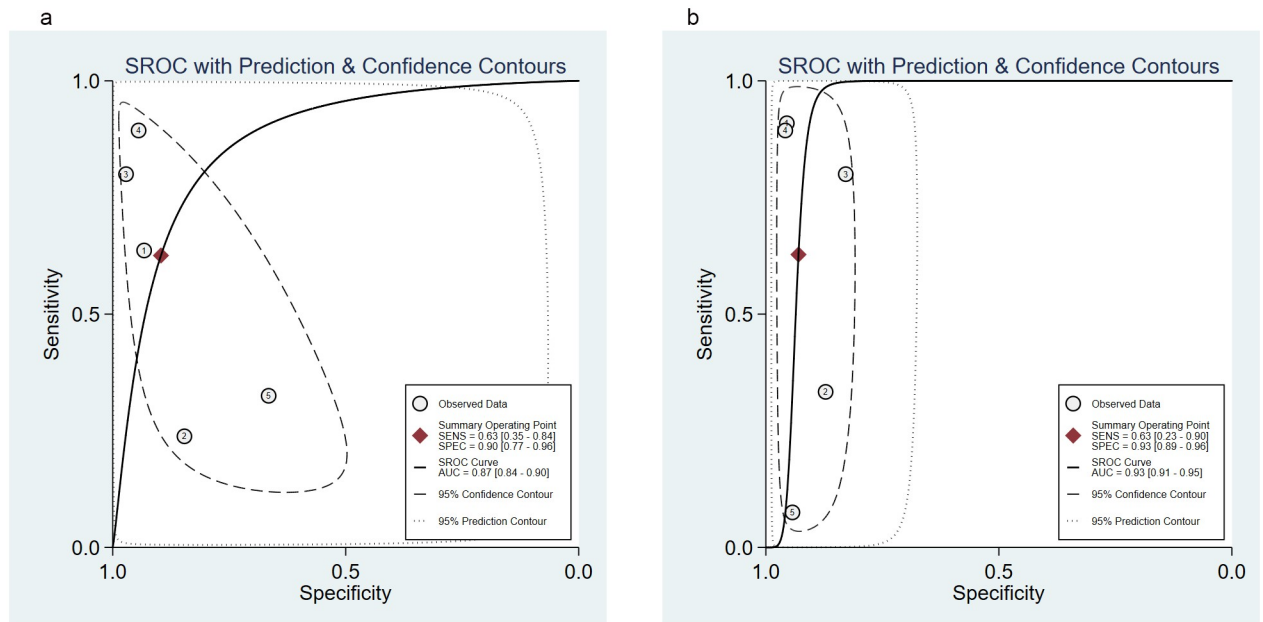 a
SROC with Prediction & Confidence Contours
1.0
0.5
0.0
Sensitivity
4
3
1
5
2
Observed Data
Summary Operating Point
SENS = 0.63 [0.35 - 0.84]
SPEC = 0.90 [0.77 - 0.96]
SROC Curve
AUC = 0.87 [0.84 - 0.90]
95% Confidence Contour
95% Prediction Contour
1.0 0.5 0.0
Specificity
b
SROC with Prediction & Confidence Contours
1.0
0.5
0.0
Sensitivity
4
3
2
5
Observed Data
Summary Operating Point
SENS = 0.63 [0.23 - 0.90]
SPEC = 0.93 [0.89 - 0.96]
SROC Curve
AUC = 0.93 [0.91 - 0.95]
95% Confidence Contour
95% Prediction Contour
1.0 0.5 0.0
Specificity